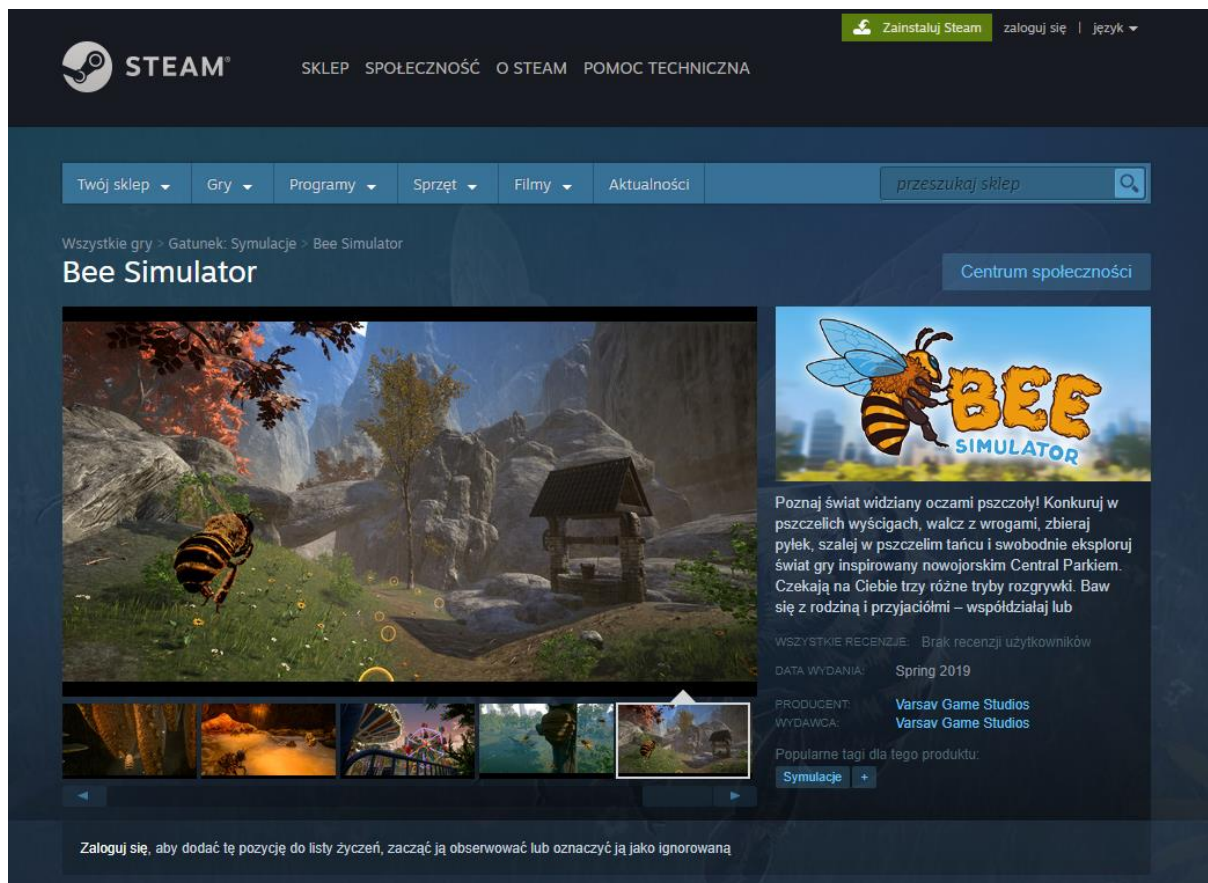 Zainstaluj Steam zaloguj się | język
STEAM®
SKLEP SPOŁECZNOŚĆ O STEAM POMOC TECHNICZNA
Twój sklep Gry Programy Sprzęt Filmy Aktualności przeszukaj sklep
Wszystkie gry > Gatunek: Symulacje > Bee Simulator
Bee Simulator
Centrum społeczności
BEE
SIMULATOR
Poznaj świat widziany oczami pszczoły! Konkuruj w
pszczelich wyścigach, walcz z wrogami, zbieraj
pyłek, szalej w pszczelim tańcu i swobodnie eksploruj
świat gry inspirowany nowojorskim Central Parkiem.
Czekają na Ciebie trzy różne tryby rozgrywki. Baw
się z rodziną i przyjaciółmi – współdziałaj lub
WSZYSTKIE RECENZJE: Brak recenzji użytkowników
DATA WYDANIA: Spring 2019
PRODUCENT: Varsav Game Studios
WYDAWCA: Varsav Game Studios
Popularne tagi dla tego produktu:
Symulacje +
Zaloguj się, aby dodać tę pozycję do listy życzeń, zacząć ją obserwować lub oznaczyć ją jako ignorowaną